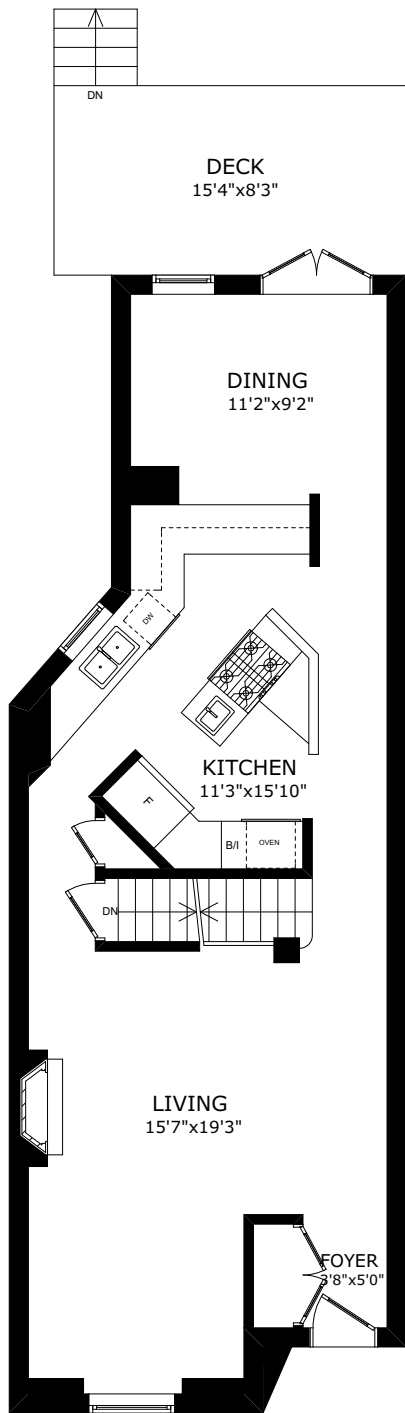 DN
DECK
15'4"x8'3"
DINING
11'2"x9'2"
DW
KITCHEN
11'3"x15'10"
F
B/I
OVEN
DN
LIVING
15'7"x19'3"
FOYER
3'8"x5'0"